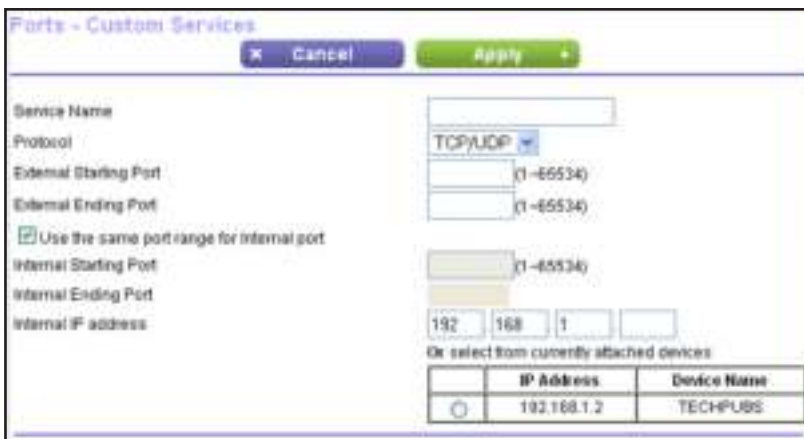 Ports - Custom Services
× Cancel Apply
Service Name
Protocol TCP/UDP
External Starting Port (1~65534)
External Ending Port (1~65534)
Use the same port range for Internal port
Internal Starting Port (1~65534)
Internal Ending Port
Internal IP address 192 168 1
Or select from currently attached devices
IP Address Device Name
192.168.1.2 TECHPUBS